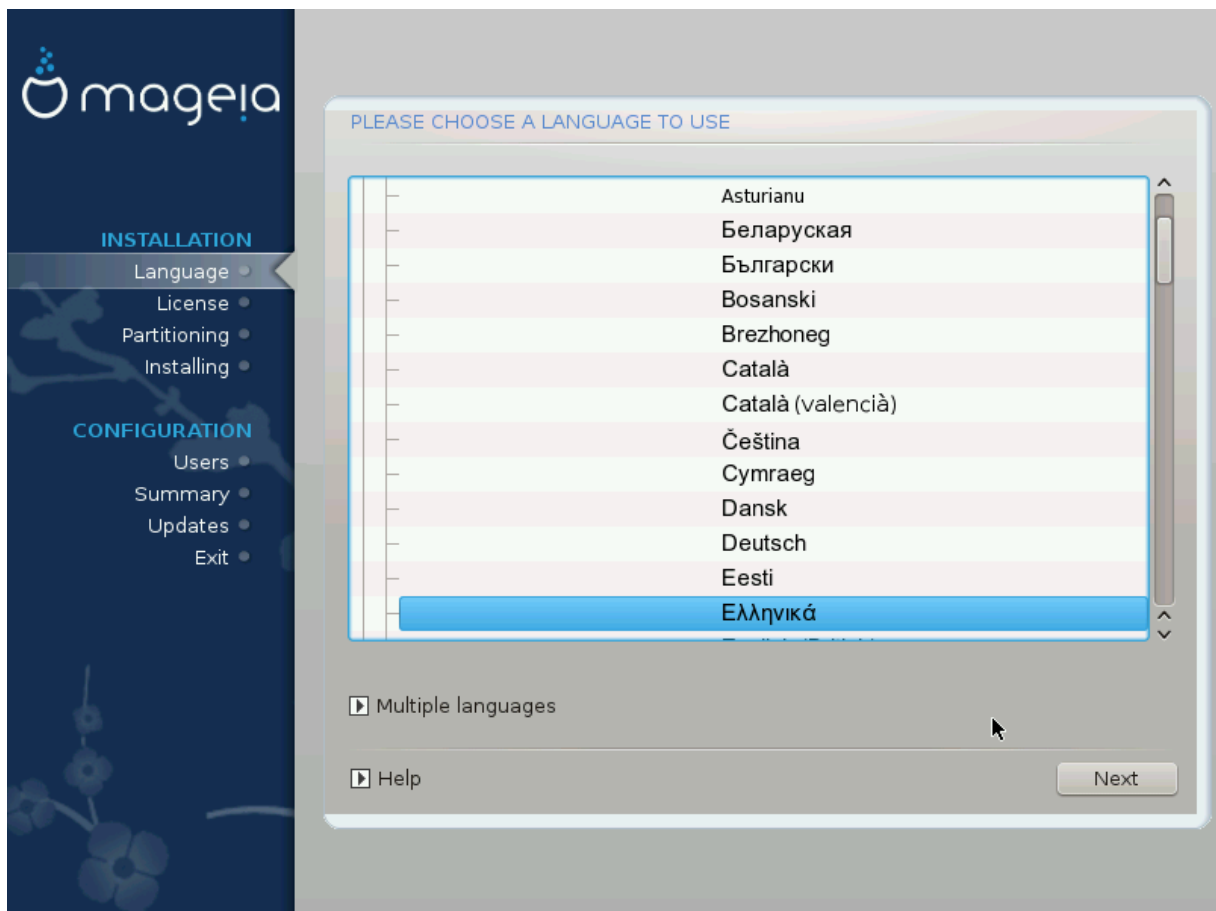 mageia
INSTALLATION
Language
License
Partitioning
Installing
CONFIGURATION
Users
Summary
Updates
Exit
PLEASE CHOOSE A LANGUAGE TO USE
Asturianu
Беларуская
Български
Bosanski
Brezhoneg
Català
Català (valencià)
Čeština
Cymraeg
Dansk
Deutsch
Eesti
Ελληνικά
Multiple languages
Help
Next